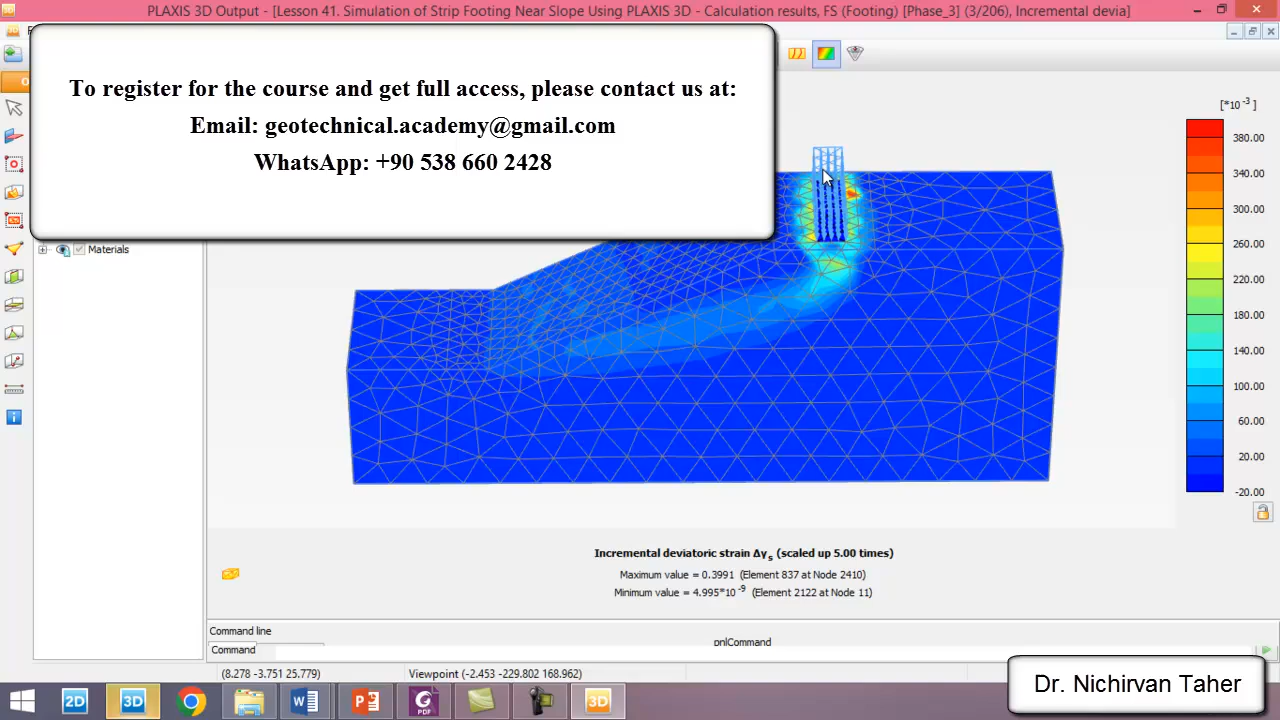 PLAXIS 3D Output - [Lesson 41. Simulation of Strip Footing Near Slope Using PLAXIS 3D - Calculation results, FS (Footing) [Phase_3] (3/206), Incremental devia]
To register for the course and get full access, please contact us at:
Email: geotechnical.academy@gmail.com
WhatsApp: +90 538 660 2428
[*10 -3 ]
380.00
340.00
300.00
260.00
220.00
180.00
140.00
100.00
60.00
20.00
-20.00
Materials
Incremental deviatoric strain Δγs (scaled up 5.00 times)
Maximum value = 0.3991 (Element 837 at Node 2410)
Minimum value = 4.995*10 -9 (Element 2122 at Node 11)
Command line
Command
pnlCommand
(8.278 -3.751 25.779)
Viewpoint (-2.453 -229.802 168.962)
Dr. Nichirvan Taher
2D
3D
PDF
3D